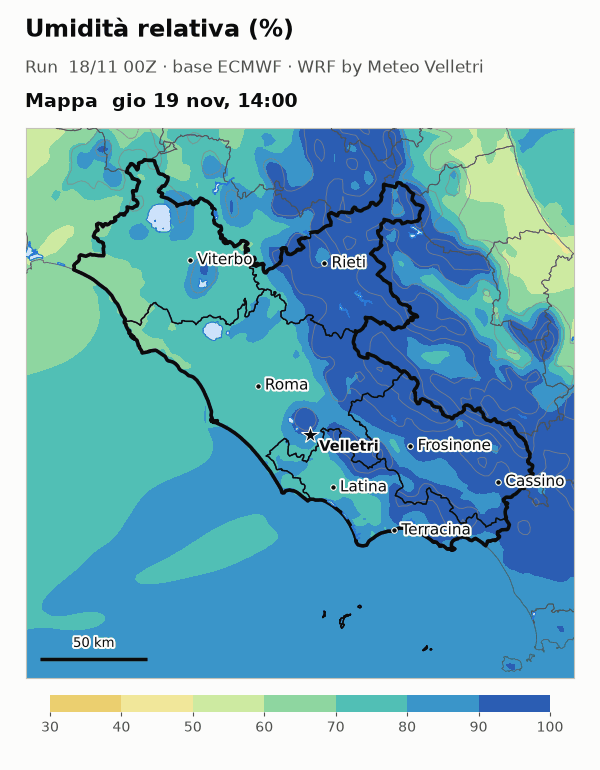 Umidità relativa (%)
Run  18/11 00Z · base ECMWF · WRF by Meteo Velletri
Mappa  gio 19 nov, 14:00
Viterbo
Rieti
Roma
Velletri
Frosinone
Cassino
Latina
Terracina
50 km
30 40 50 60 70 80 90 100